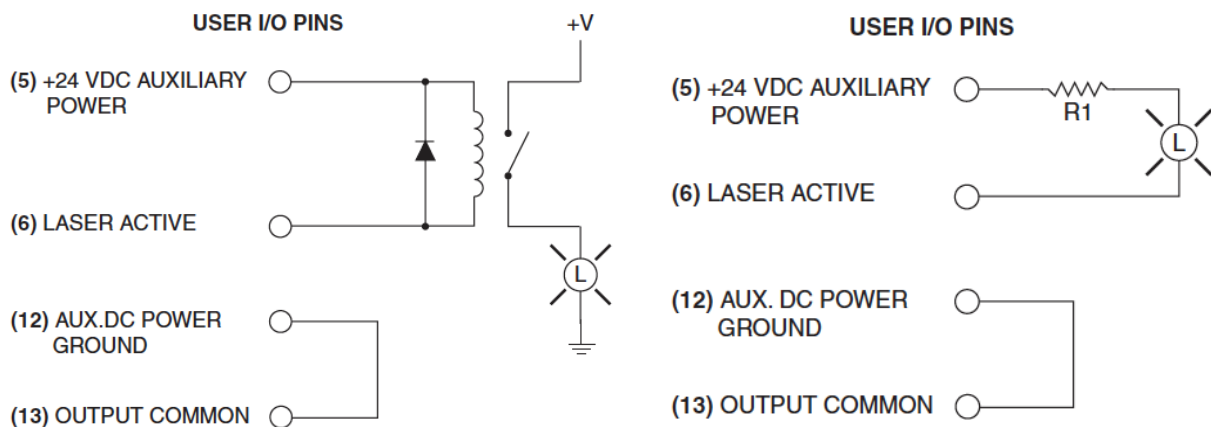 USER I/O PINS
+V
(5) +24 VDC AUXILIARY
POWER
(6) LASER ACTIVE
L
(12) AUX.DC POWER
GROUND
(13) OUTPUT COMMON
USER I/O PINS
(5) +24 VDC AUXILIARY
POWER
R1
L
(6) LASER ACTIVE
(12) AUX. DC POWER
GROUND
(13) OUTPUT COMMON